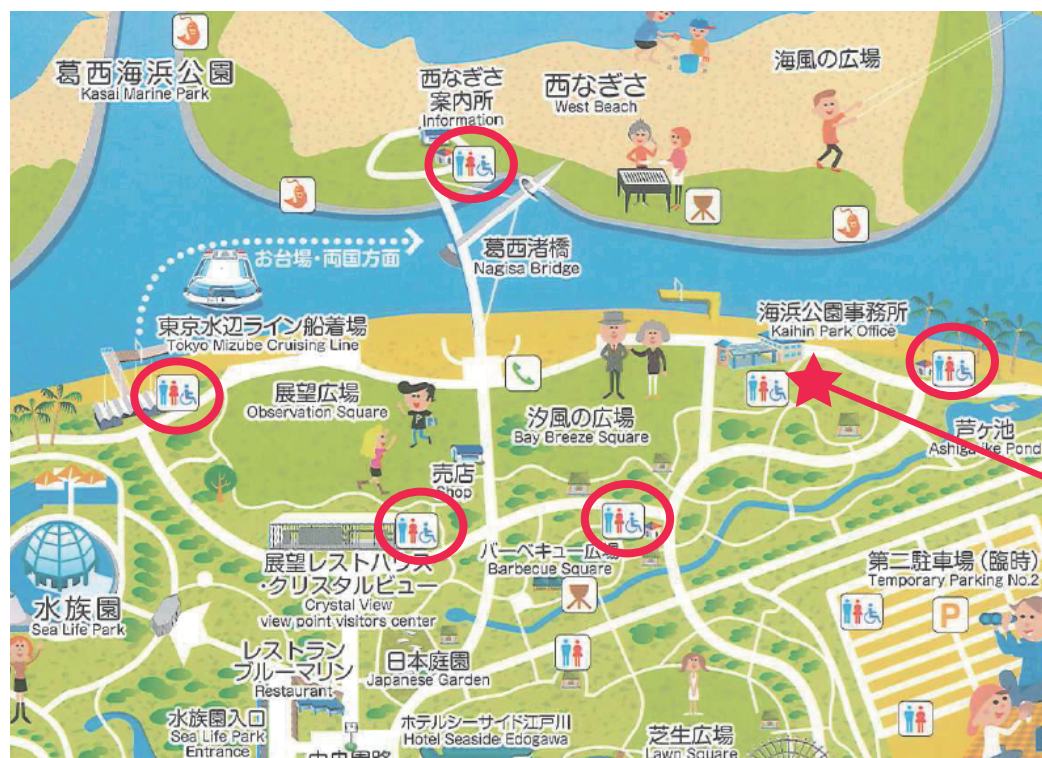 葛西海浜公園
Kasai Marine Park
西なぎさ
案内所
Information
西なぎさ
West Beach
海風の広場
お台場・両国方面
葛西渚橋
Nagisa Bridge
東京水辺ライン船着場
Tokyo Mizube Cruising Line
海浜公園事務所
Kaihin Park Office
展望広場
Observation Square
汐風の広場
Bay Breeze Square
芦ヶ池
Ashigaike Pond
売店
Shop
展望レストハウス
・クリスタルビュー
Crystal View
view point visitors center
バーベキュー広場
Barbecue Square
第二駐車場(臨時)
Temporary Parking No.2
P
水族園
Sea Life Park
レストラン
ブルーマリン
Restaurant
日本庭園
Japanese Garden
水族園入口
Sea Life Park
Entrance
ホテルシーサイド江戸川
Hotel Seaside Edogawa
芝生広場
Lawn Square
中央園路